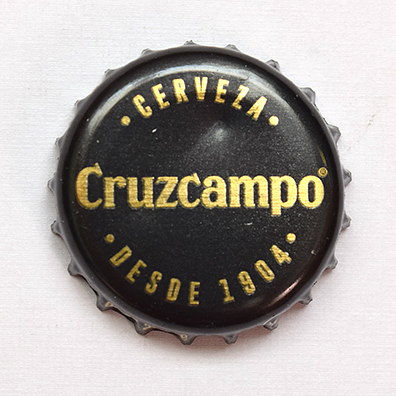 • CERVEZA •
Cruzcampo®
• DESDE 1904 •